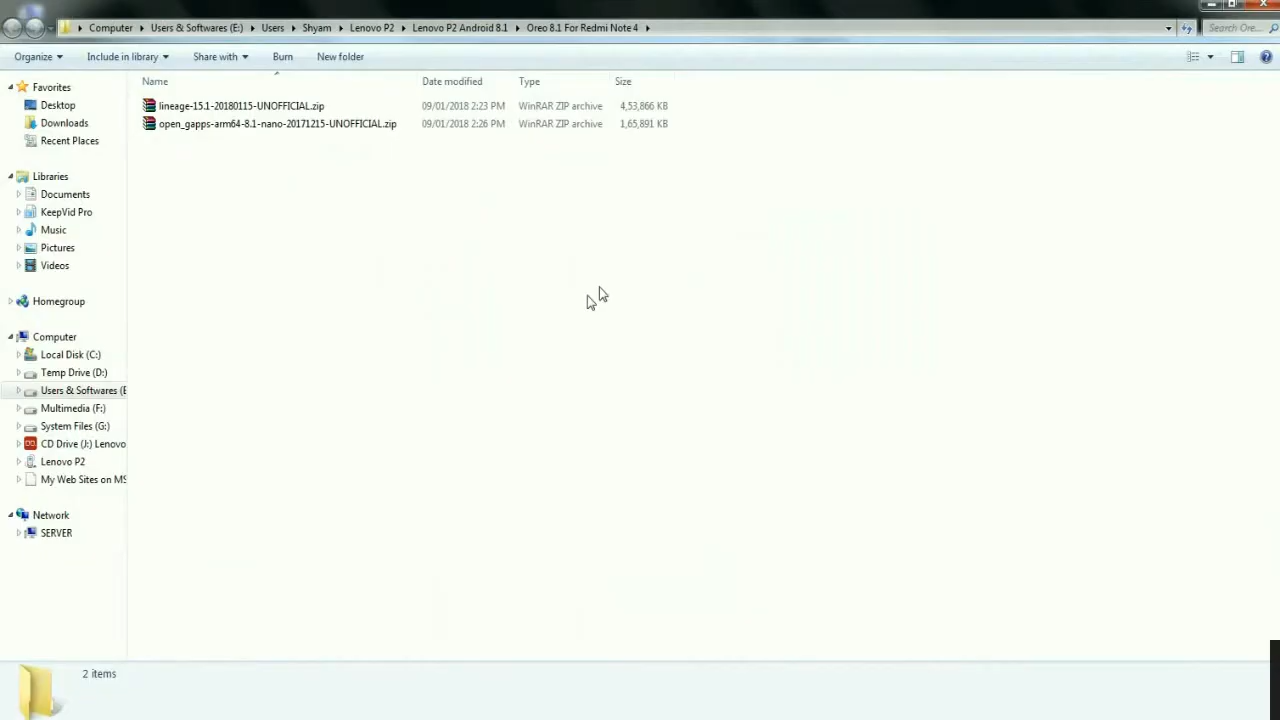 Computer Users & Softwares (E:) Users Shyam Lenovo P2 Lenovo P2 Android 8.1 Oreo 8.1 For Redmi Note 4 Search Ore...
Organize Include in library Share with Burn New folder
Name Date modified Type Size
lineage-15.1-20180115-UNOFFICIAL.zip 09/01/2018 2:23 PM WinRAR ZIP archive 4,53,866 KB
open_gapps-arm64-8.1-nano-20171215-UNOFFICIAL.zip 09/01/2018 2:26 PM WinRAR ZIP archive 1,65,891 KB
Favorites
Desktop
Downloads
Recent Places
Libraries
Documents
KeepVid Pro
Music
Pictures
Videos
Homegroup
Computer
Local Disk (C:)
Temp Drive (D:)
Users & Softwares (E
Multimedia (F:)
System Files (G:)
CD Drive (J:) Lenovo
Lenovo P2
My Web Sites on MS
Network
SERVER
2 items